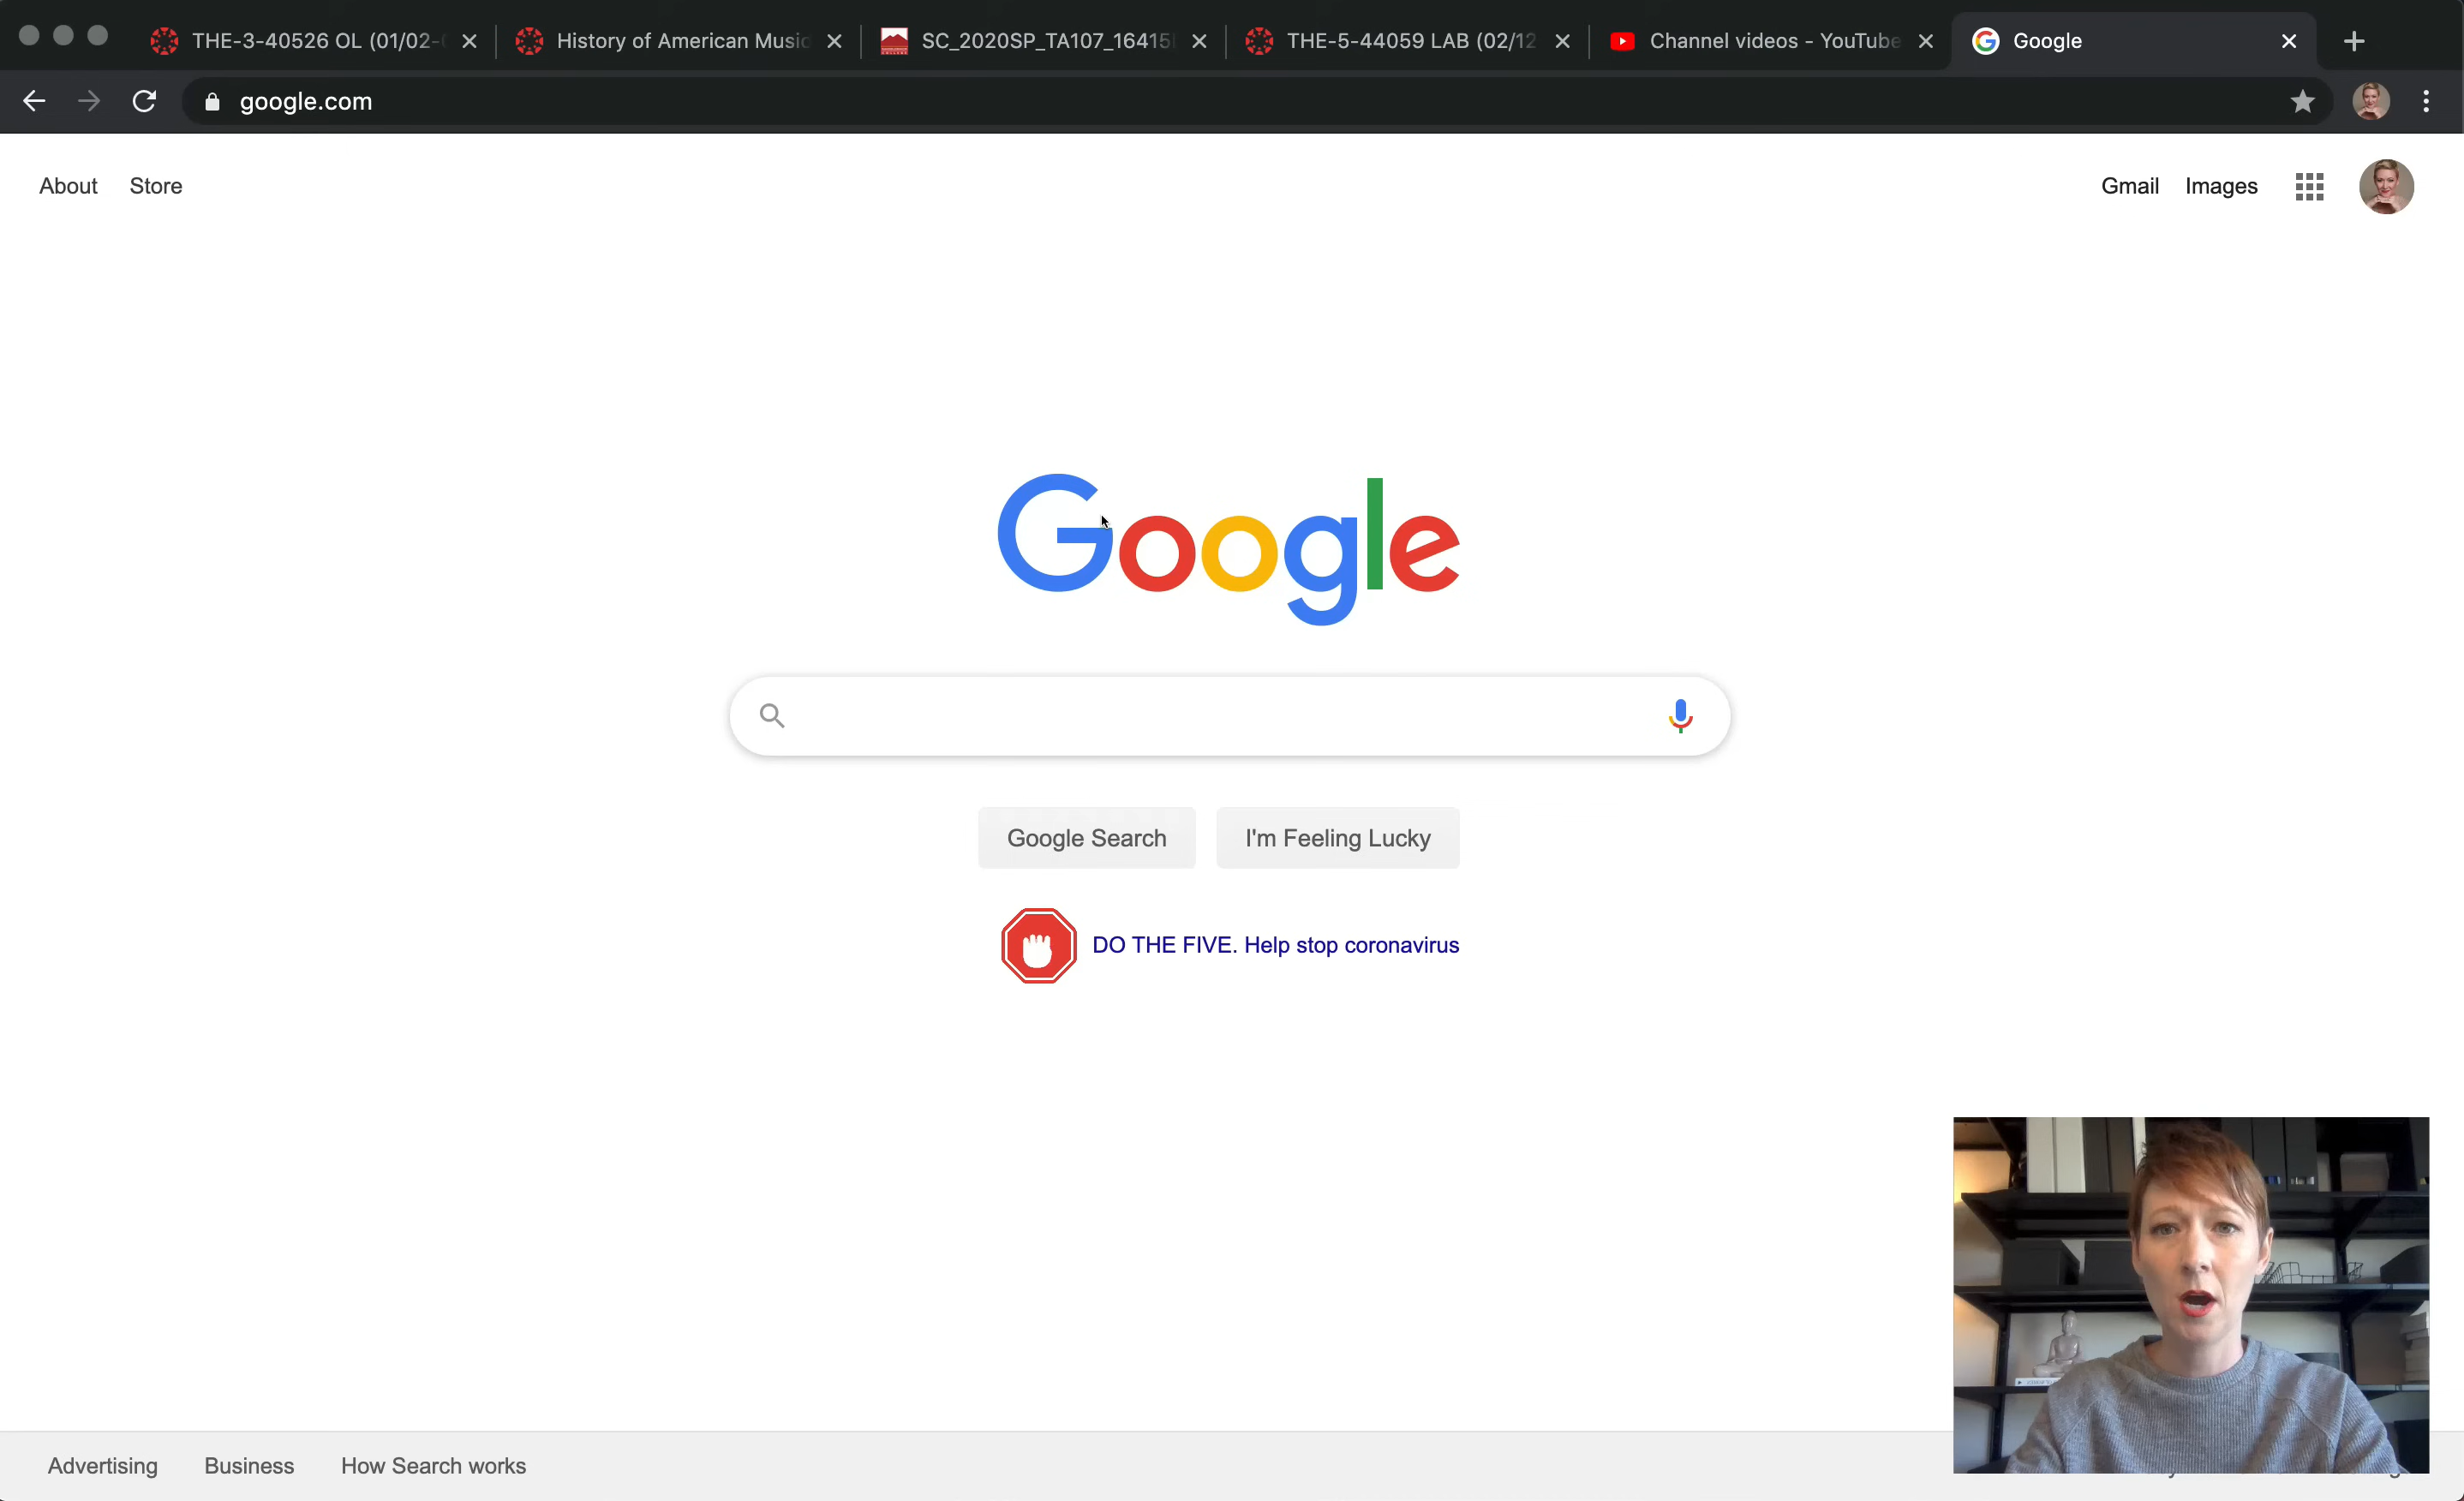 THE-3-40526 OL (01/02-
History of American Music
SC_2020SP_TA107_16415
THE-5-44059 LAB (02/12
Channel videos - YouTube
Google
google.com
About Store
Gmail Images
Google
Google Search I'm Feeling Lucky
DO THE FIVE. Help stop coronavirus
Advertising Business How Search works